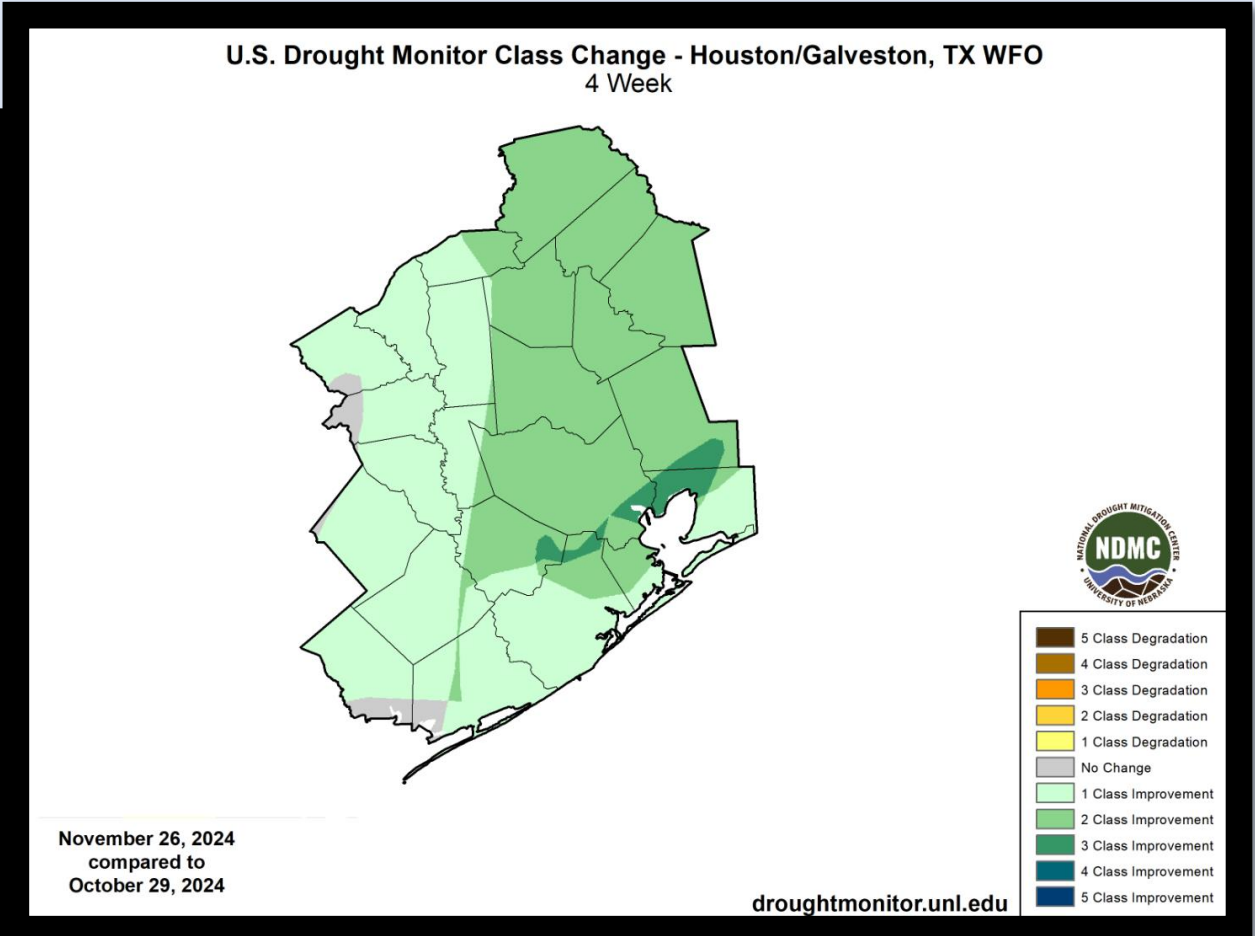 U.S. Drought Monitor Class Change - Houston/Galveston, TX WFO
4 Week
NATIONAL DROUGHT MITIGATION CENTER
NDMC
UNIVERSITY OF NEBRASKA
5 Class Degradation
4 Class Degradation
3 Class Degradation
2 Class Degradation
1 Class Degradation
No Change
1 Class Improvement
2 Class Improvement
3 Class Improvement
4 Class Improvement
5 Class Improvement
November 26, 2024
compared to
October 29, 2024
droughtmonitor.unl.edu